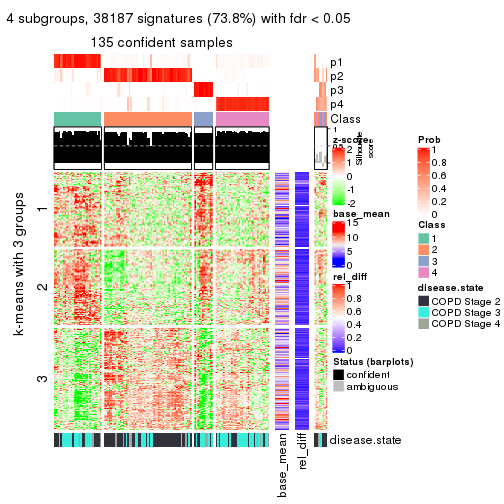 4 subgroups, 38187 signatures (73.8%) with fdr < 0.05
135 confident samples
p1
p2
p3
p4
Class
1
0.5
0
Silhouette
score
k-means with 3 groups
1
2
3
base_mean
rel_diff
disease.state
z-score
2
1
0
-1
-2
base_mean
15
10
5
0
rel_diff
1
0.8
0.6
0.4
0.2
0
Status (barplots)
confident
ambiguous
Prob
1
0.8
0.6
0.4
0.2
0
Class
1
2
3
4
disease.state
COPD Stage 2
COPD Stage 3
COPD Stage 4